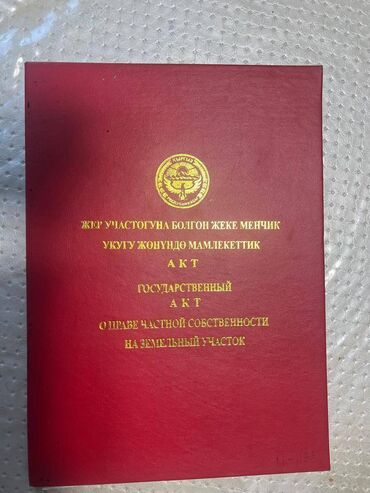 ЖЕР УЧАСТОГУНА БОЛГОН ЖЕКЕ МЕНЧИК
УКУГУ ЖӨНҮНДӨ МАМЛЕКЕТТИК
АКТ
ГОСУДАРСТВЕННЫЙ
АКТ
О ПРАВЕ ЧАСТНОЙ СОБСТВЕННОСТИ
НА ЗЕМЕЛЬНЫЙ УЧАСТОК